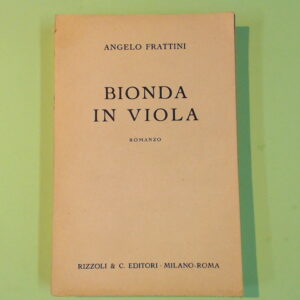 ANGELO FRATTINI
BIONDA
IN VIOLA
ROMANZO
RIZZOLI & C. EDITORI · MILANO-ROMA